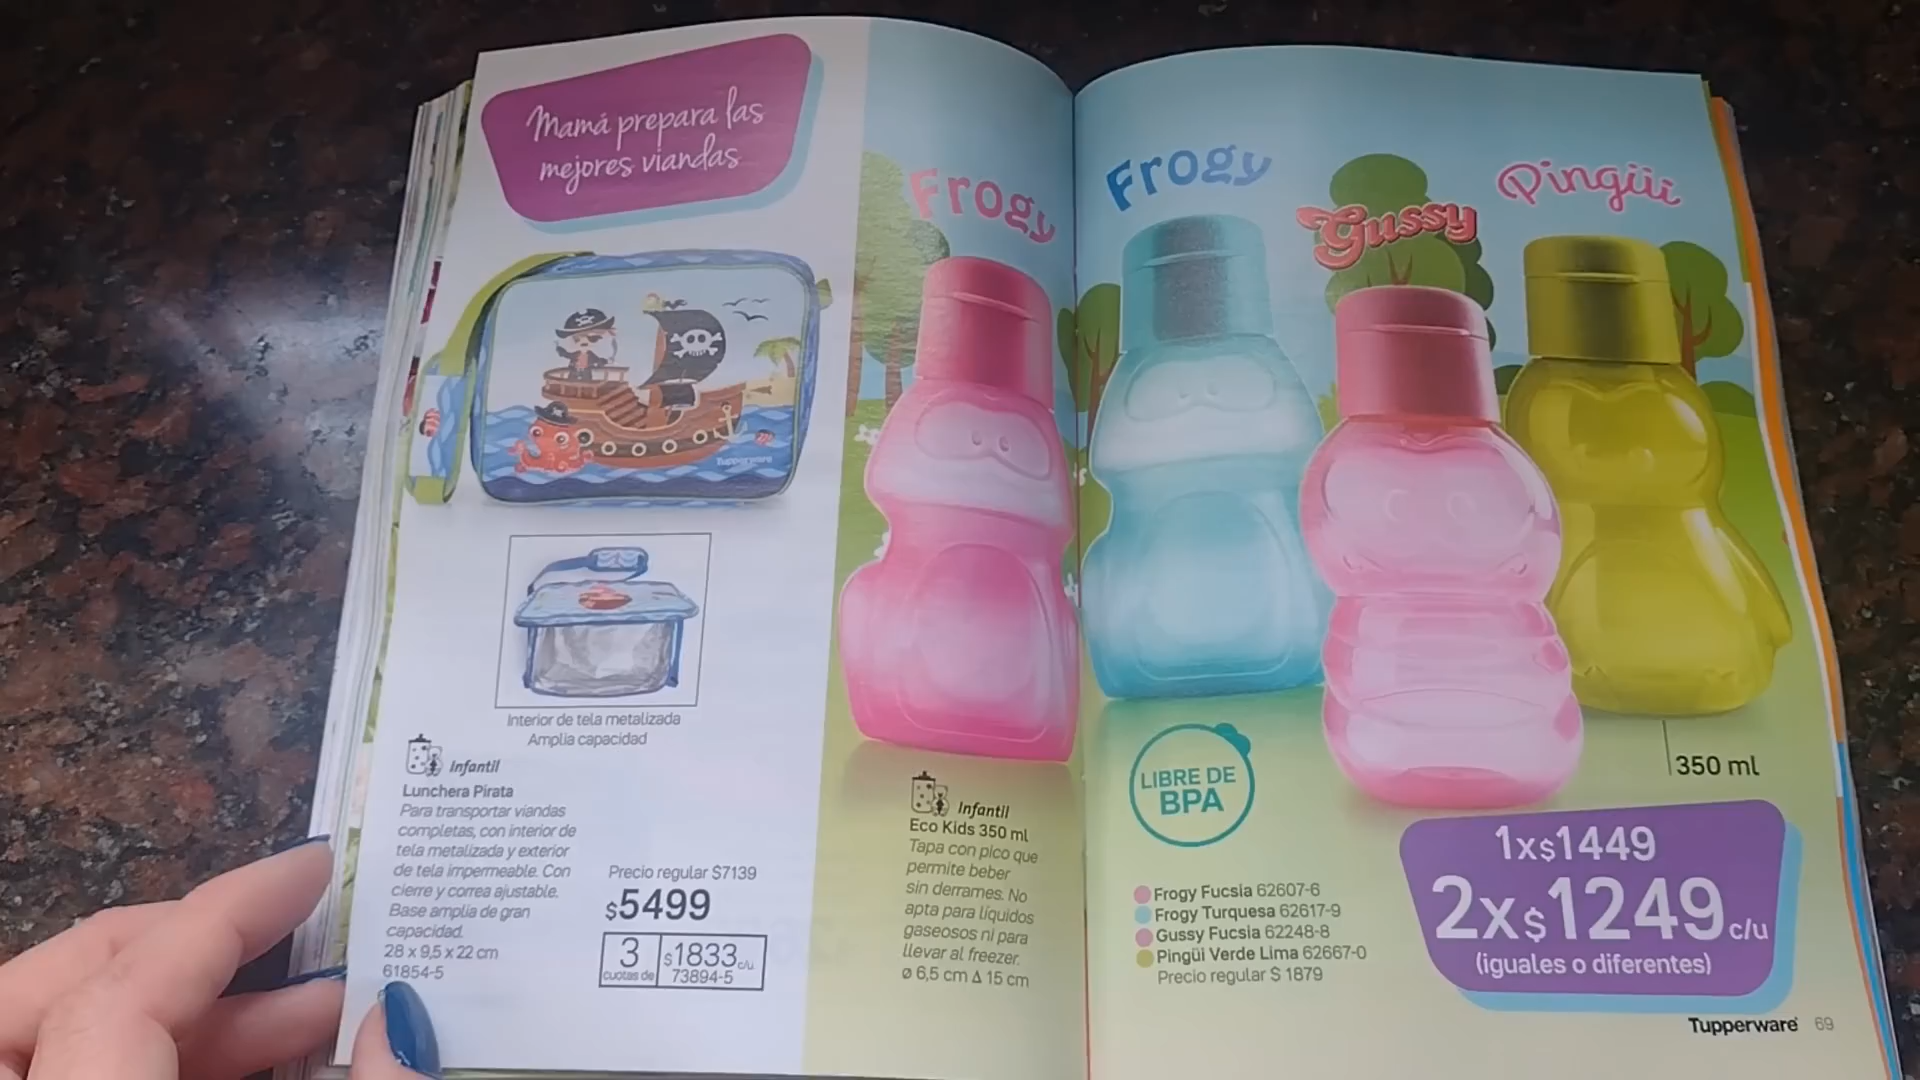 Mamá prepara las
mejores viandas
Tupperware
Interior de tela metalizada
Amplia capacidad
Infantil
Lunchera Pirata
Para transportar viandas
completas, con interior de
tela metalizada y exterior
de tela impermeable. Con
cierre y correa ajustable.
Base amplia de gran
capacidad.
28 x 9,5 x 22 cm
61854-5
Precio regular $7139
$5499
3
cuotas de
$1833 c/u.
73894-5
Frogy
Infantil
Eco Kids 350 ml
Tapa con pico que
permite beber
sin derrames. No
apta para líquidos
gaseosos ni para
llevar al freezer.
ø 6,5 cm Δ 15 cm
Frogy
Gussy
Pingüi
350 ml
LIBRE DE
BPA
Frogy Fucsia 62607-6
Frogy Turquesa 62617-9
Gussy Fucsia 62248-8
Pingüi Verde Lima 62667-0
Precio regular $ 1879
1x$1449
2x$1249 c/u
(iguales o diferentes)
Tupperware 69